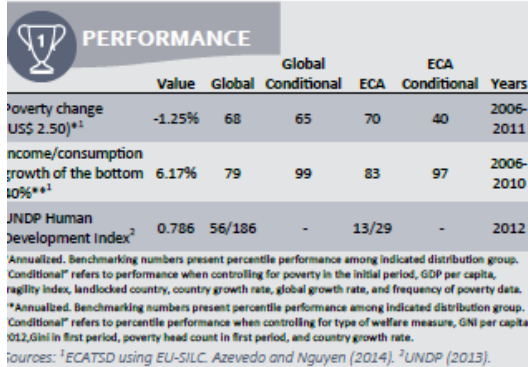 1
PERFORMANCE
Value Global Global Conditional ECA ECA Conditional Years
Poverty change (US$ 2.50)*1 -1.25% 68 65 70 40 2006-2011
Income/consumption growth of the bottom 40%**1 6.17% 79 99 83 97 2006-2010
UNDP Human Development Index2 0.786 56/186 - 13/29 - 2012
*Annualized. Benchmarking numbers present percentile performance among indicated distribution group.
"Conditional" refers to performance when controlling for poverty in the initial period, GDP per capita,
fragility index, landlocked country, country growth rate, global growth rate, and frequency of poverty data.
**Annualized. Benchmarking numbers present percentile performance among indicated distribution group.
"Conditional" refers to percentile performance when controlling for type of welfare measure, GNI per capita
2012,Gini in first period, poverty head count in first period, and country growth rate.
Sources: 1ECATSD using EU-SILC. Azevedo and Nguyen (2014). 2UNDP (2013).